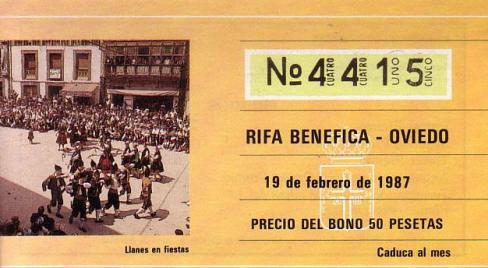 Nº 4 CUATRO 4 CUATRO 1 UNO 5 CINCO
RIFA BENEFICA - OVIEDO
19 de febrero de 1987
PRECIO DEL BONO 50 PESETAS
Llanes en fiestas
Caduca al mes